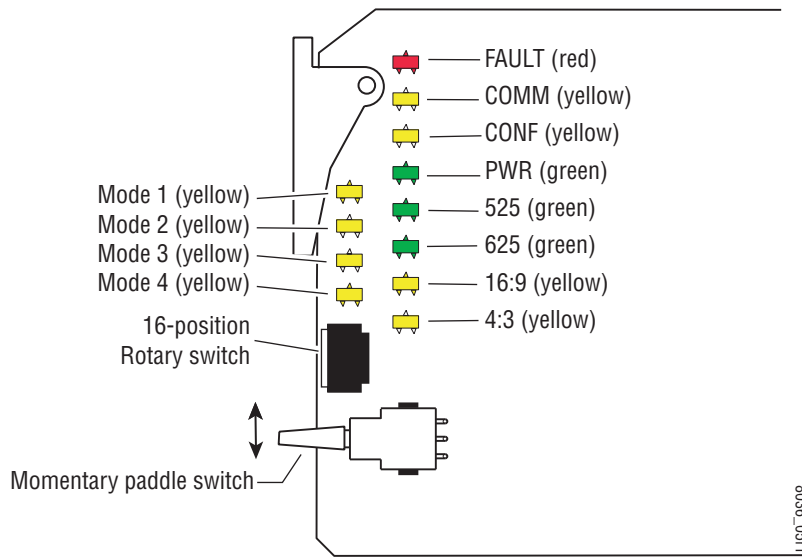 FAULT (red)
COMM (yellow)
CONF (yellow)
PWR (green)
525 (green)
625 (green)
16:9 (yellow)
4:3 (yellow)
Mode 1 (yellow)
Mode 2 (yellow)
Mode 3 (yellow)
Mode 4 (yellow)
16-position
Rotary switch
Momentary paddle switch